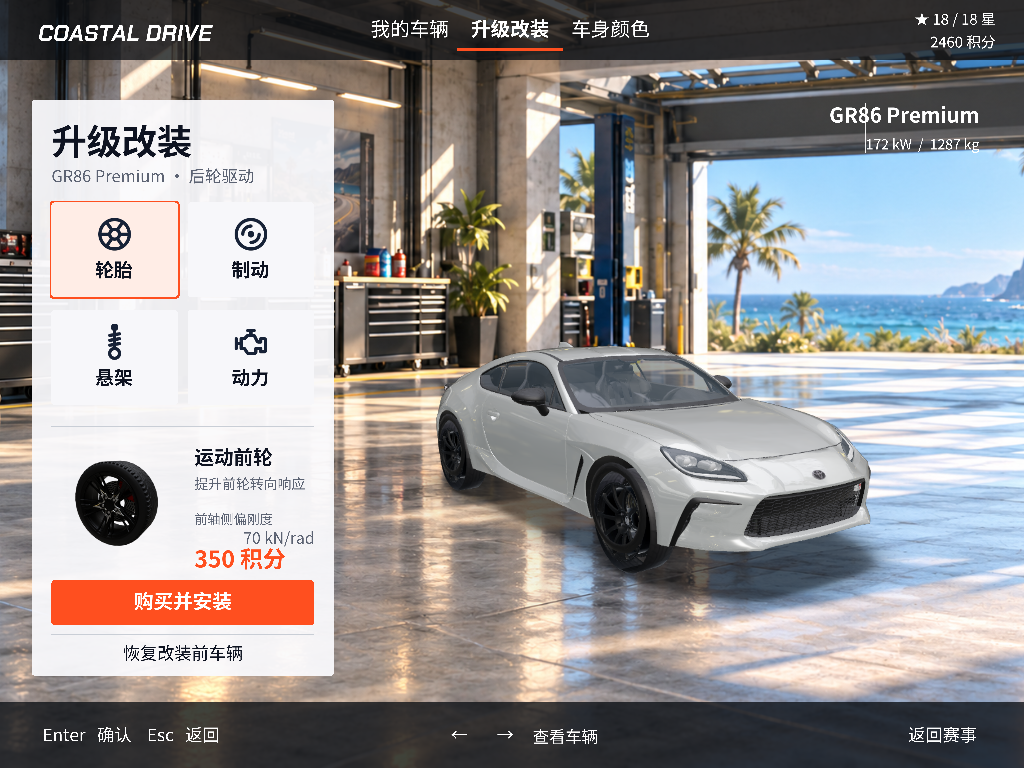 COASTAL DRIVE
我的车辆 升级改装 车身颜色
★ 18 / 18 星
2460 积分
GR86 Premium
172 kW / 1287 kg
升级改装
GR86 Premium • 后轮驱动
轮胎 制动
悬架 动力
运动前轮
提升前轮转向响应
前轴侧偏刚度
70 kN/rad
350 积分
购买并安装
恢复改装前车辆
Enter 确认 Esc 返回
← → 查看车辆
返回赛事